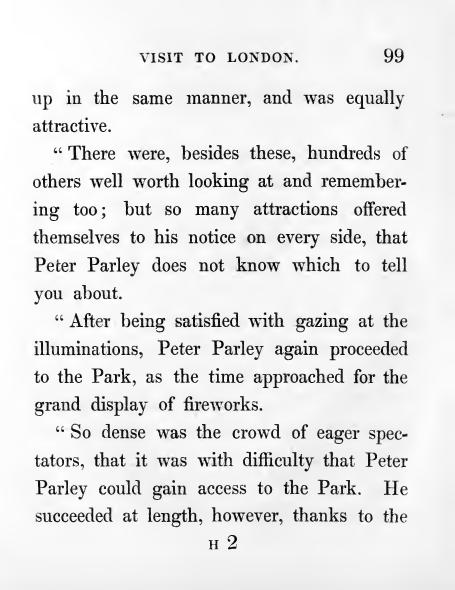 VISIT TO LONDON. 99
up in the same manner, and was equally
attractive.
“ There were, besides these, hundreds of
others well worth looking at and remember-
ing too; but so many attractions offered
themselves to his notice on every side, that
Peter Parley does not know which to tell
you about.
“ After being satisfied with gazing at the
illuminations, Peter Parley again proceeded
to the Park, as the time approached for the
grand display of fireworks.
“ So dense was the crowd of eager spec-
tators, that it was with difficulty that Peter
Parley could gain access to the Park. He
succeeded at length, however, thanks to the
H 2